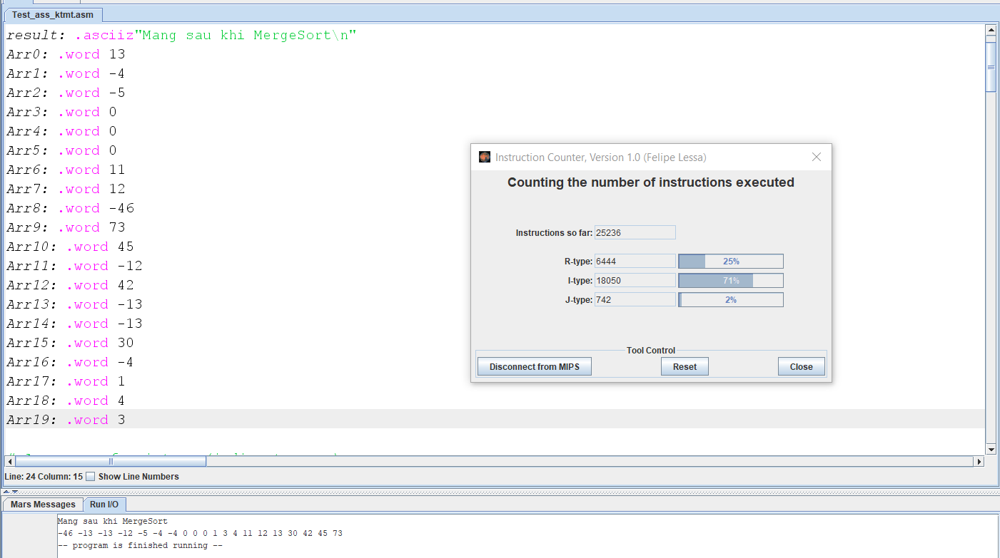 Test_ass_ktmt.asm
result: .asciiz"Mang sau khi MergeSort\n"
Arr0: .word 13
Arr1: .word -4
Arr2: .word -5
Arr3: .word 0
Arr4: .word 0
Arr5: .word 0
Arr6: .word 11
Arr7: .word 12
Arr8: .word -46
Arr9: .word 73
Arr10: .word 45
Arr11: .word -12
Arr12: .word 42
Arr13: .word -13
Arr14: .word -13
Arr15: .word 30
Arr16: .word -4
Arr17: .word 1
Arr18: .word 4
Arr19: .word 3
Instruction Counter, Version 1.0 (Felipe Lessa)
Counting the number of instructions executed
Instructions so far: 25236
R-type: 6444 25%
I-type: 18050 71%
J-type: 742 2%
Tool Control
Disconnect from MIPS Reset Close
Line: 24 Column: 15 Show Line Numbers
Mars Messages Run I/O
Mang sau khi MergeSort
-46 -13 -13 -12 -5 -4 -4 0 0 0 1 3 4 11 12 13 30 42 45 73
-- program is finished running --